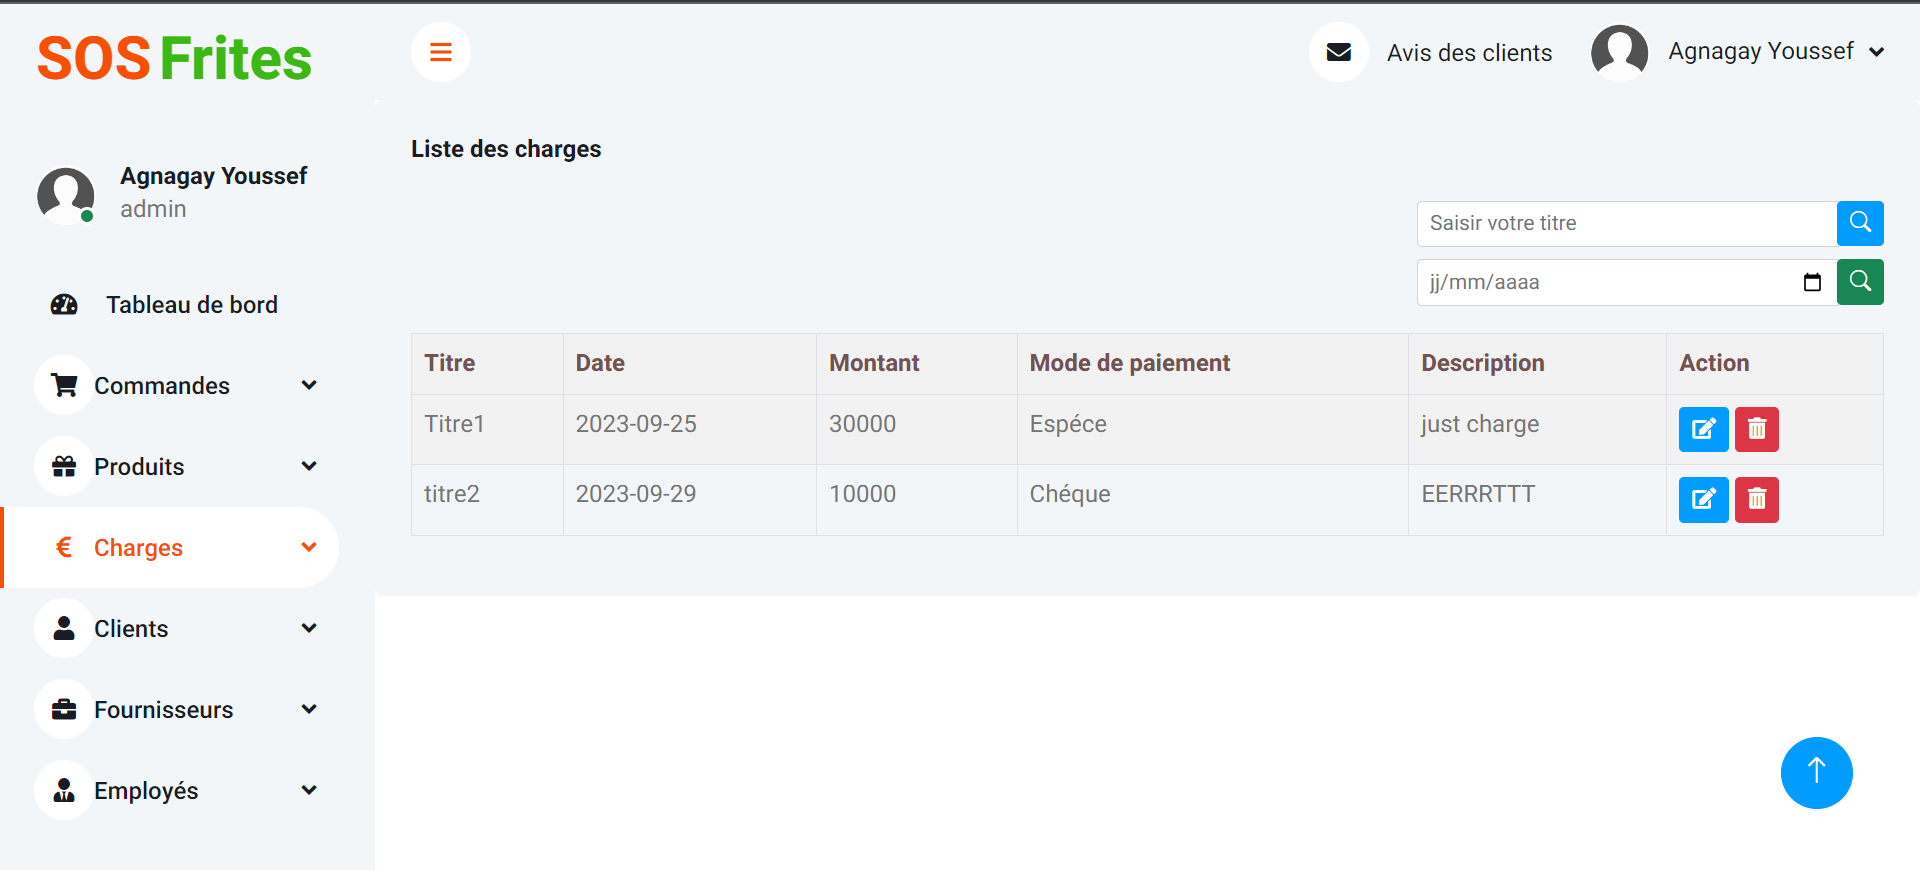 SOS Frites
Avis des clients
Agnagay Youssef
Agnagay Youssef
admin
Tableau de bord
Commandes
Produits
Charges
Clients
Fournisseurs
Employés
Liste des charges
Saisir votre titre
jj/mm/aaaa
Titre Date Montant Mode de paiement Description Action
Titre1 2023-09-25 30000 Espéce just charge
titre2 2023-09-29 10000 Chéque EERRRTTT